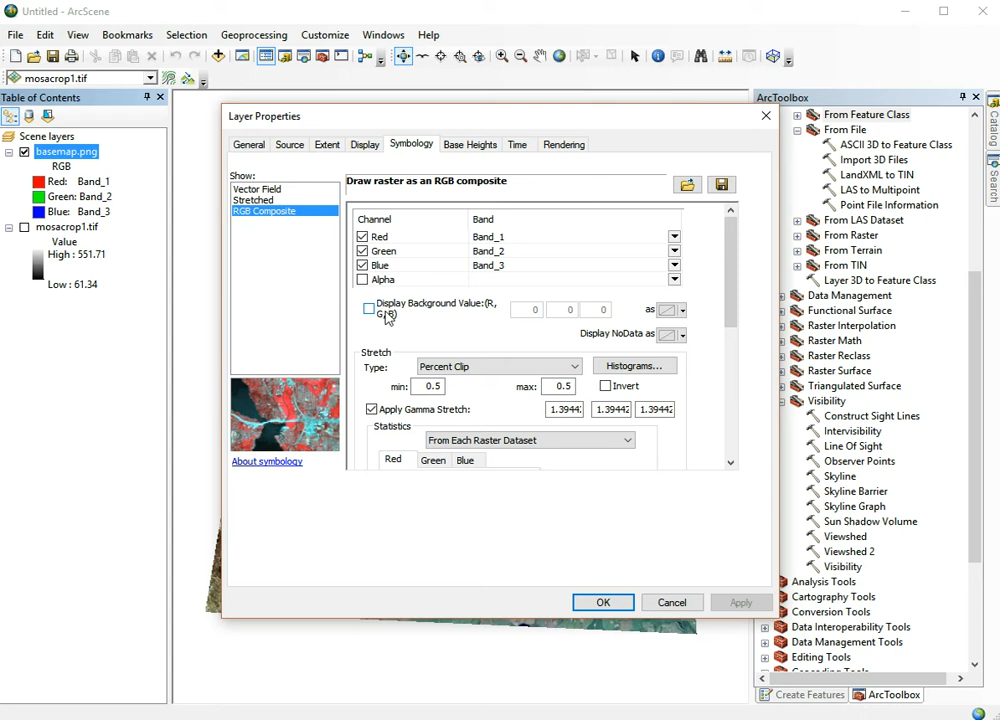 Untitled - ArcScene
File Edit View Bookmarks Selection Geoprocessing Customize Windows Help
mosacrop1.tif
Table of Contents
Scene layers
basemap.png
RGB
Red: Band_1
Green: Band_2
Blue: Band_3
mosacrop1.tif
Value
High : 551.71
Low : 61.34
Layer Properties
General Source Extent Display Symbology Base Heights Time Rendering
Show:
Vector Field
Stretched
RGB Composite
About symbology
Draw raster as an RGB composite
Channel Band
Red Band_1
Green Band_2
Blue Band_3
Alpha
Display Background Value:(R, G, B) 0 0 0 as
Display NoData as
Stretch
Type: Percent Clip Histograms...
min: 0.5 max: 0.5 Invert
Apply Gamma Stretch: 1.3944 1.3944 1.3944
Statistics
From Each Raster Dataset
Red Green Blue
OK Cancel Apply
ArcToolbox
From Feature Class
From File
ASCII 3D to Feature Class
Import 3D Files
LandXML to TIN
LAS to Multipoint
Point File Information
From LAS Dataset
From Raster
From Terrain
From TIN
Layer 3D to Feature Class
Data Management
Functional Surface
Raster Interpolation
Raster Math
Raster Reclass
Raster Surface
Triangulated Surface
Visibility
Construct Sight Lines
Intervisibility
Line Of Sight
Observer Points
Skyline
Skyline Barrier
Skyline Graph
Sun Shadow Volume
Viewshed
Viewshed 2
Visibility
Analysis Tools
Cartography Tools
Conversion Tools
Data Interoperability Tools
Data Management Tools
Editing Tools
Create Features ArcToolbox
Catalog
Search